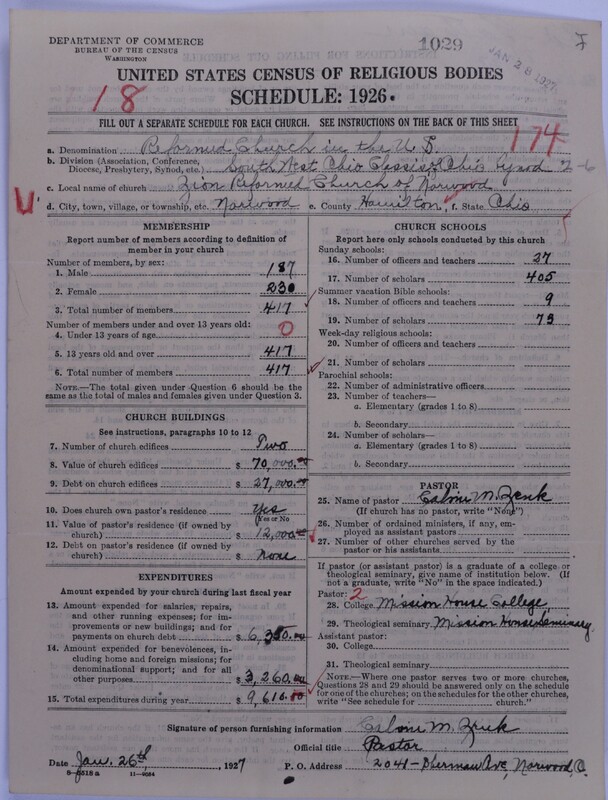 DEPARTMENT OF COMMERCE
BUREAU OF THE CENSUS
WASHINGTON
1029
JAN 28 1927
UNITED STATES CENSUS OF RELIGIOUS BODIES
SCHEDULE: 1926.
18
FILL OUT A SEPARATE SCHEDULE FOR EACH CHURCH. SEE INSTRUCTIONS ON THE BACK OF THIS SHEET
174
a. Denomination Reformed Church in the U S.
b. Division (Association, Conference, Diocese, Presbytery, Synod, etc.) South West Ohio Classis of Ohio Synod 2-6
c. Local name of church Zion Reformed Church of Norwood
d. City, town, village, or township, etc. Norwood e. County Hamilton, f. State Ohio
MEMBERSHIP
Report number of members according to definition of member in your church
Number of members, by sex:
1. Male 187
2. Female 230
3. Total number of members 417
Number of members under and over 13 years old:
4. Under 13 years of age 0
5. 13 years old and over 417
6. Total number of members 417
NOTE.—The total given under Question 6 should be the same as the total of males and females given under Question 3.
CHURCH BUILDINGS
See instructions, paragraphs 10 to 12
7. Number of church edifices Two
8. Value of church edifices $ 70,000.00
9. Debt on church edifices $ 27,000.00
10. Does church own pastor's residence Yes
(Yes or No)
11. Value of pastor's residence (if owned by church) $ 12,000.00
12. Debt on pastor's residence (if owned by church) $ None
EXPENDITURES
Amount expended by your church during last fiscal year
13. Amount expended for salaries, repairs, and other running expenses; for improvements or new buildings; and for payments on church debt $ 6,350.00
14. Amount expended for benevolences, including home and foreign missions; for denominational support; and for all other purposes $ 3,260.00
15. Total expenditures during year $ 9,610.00
CHURCH SCHOOLS
Report here only schools conducted by this church
Sunday schools:
16. Number of officers and teachers 27
17. Number of scholars 405
Summer vacation Bible schools:
18. Number of officers and teachers 9
19. Number of scholars 73
Week-day religious schools:
20. Number of officers and teachers
21. Number of scholars
Parochial schools:
22. Number of administrative officers
23. Number of teachers—
a. Elementary (grades 1 to 8)
b. Secondary
24. Number of scholars—
a. Elementary (grades 1 to 8)
b. Secondary
PASTOR
25. Name of pastor Calvin M. Zenk
(If church has no pastor, write "None")
26. Number of ordained ministers, if any, employed as assistant pastors
27. Number of other churches served by the pastor or his assistants
If pastor (or assistant pastor) is a graduate of a college or theological seminary, give name of institution below. (If not a graduate, write "No" in the space indicated.)
Pastor: 2
28. College Mission House College
29. Theological seminary Mission House Seminary
Assistant pastor:
30. College
31. Theological seminary
NOTE.—Where one pastor serves two or more churches, Questions 28 and 29 should be answered only on the schedule for one of the churches; on the schedules for the other churches, write "See schedule for church."
Signature of person furnishing information Calvin M. Zenk
Official title Pastor
Date Jan. 26th, 1927 P. O. Address 2041- Sherman Ave, Norwood, O.
8-5518 a 11-9084